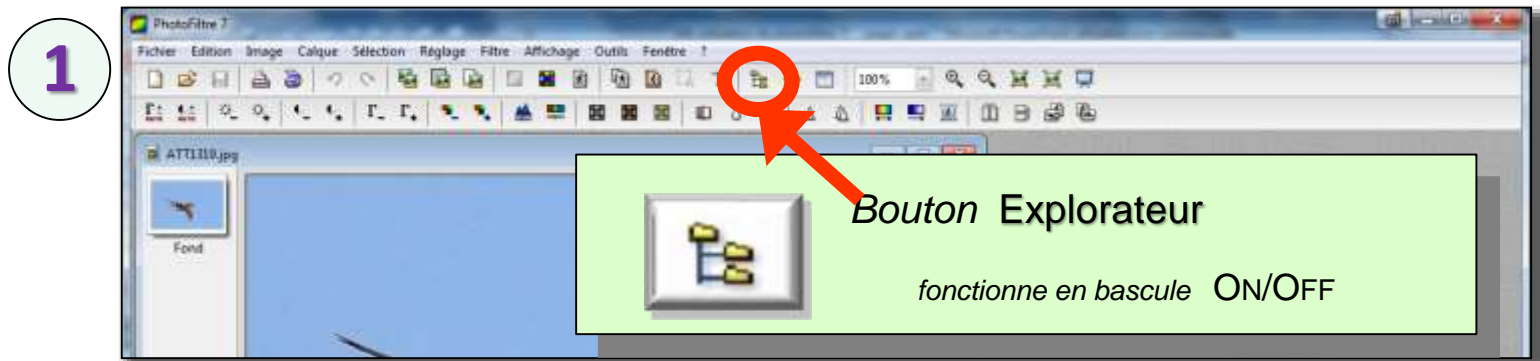 1
PhotoFiltre 7
Fichier Edition Image Calque Sélection Réglage Filtre Affichage Outils Fenêtre ?
100%
ATT1319.jpg
Fond
Bouton Explorateur
fonctionne en bascule ON/OFF